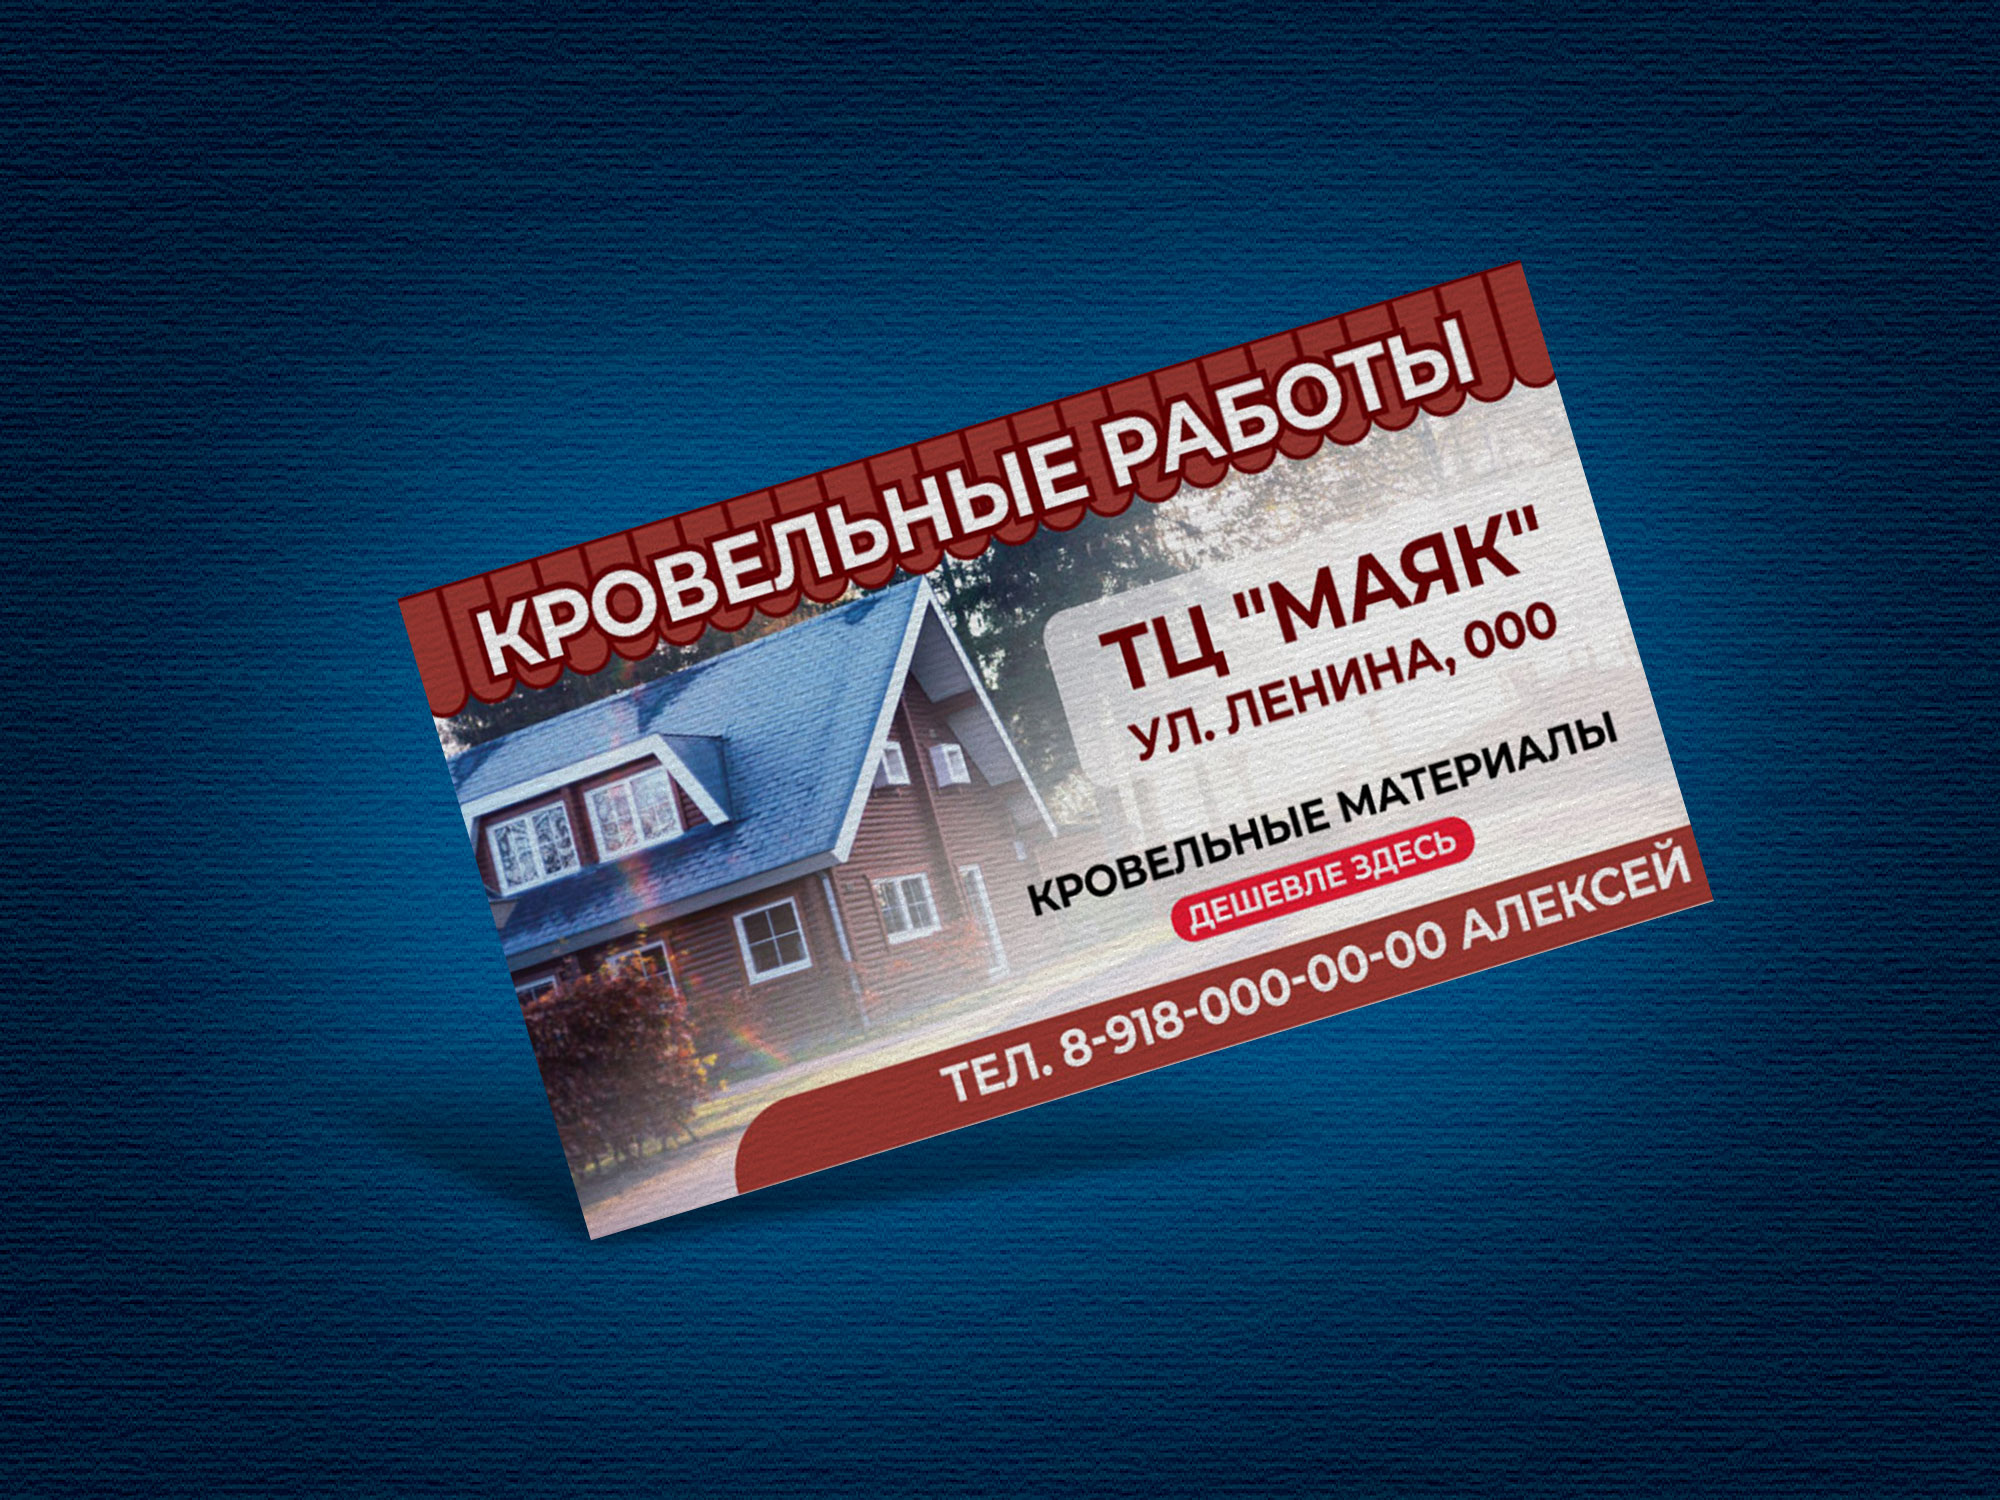 КРОВЕЛЬНЫЕ РАБОТЫ
ТЦ "МАЯК"
УЛ. ЛЕНИНА, 000
КРОВЕЛЬНЫЕ МАТЕРИАЛЫ
ДЕШЕВЛЕ ЗДЕСЬ
ТЕЛ. 8-918-000-00-00 АЛЕКСЕЙ